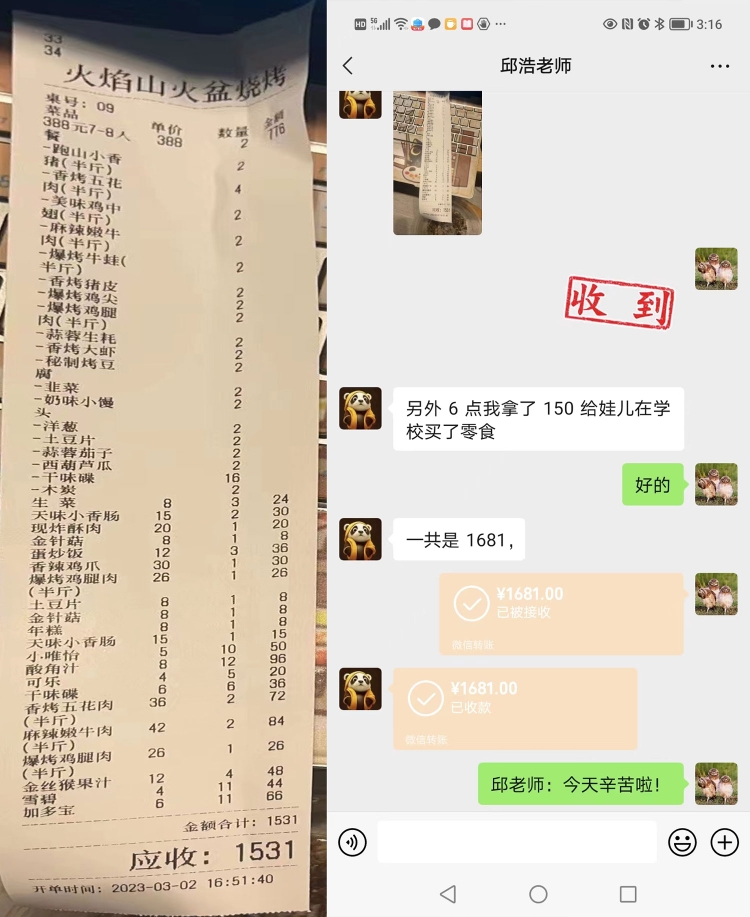 33
34
火焰山火盆烧烤
桌号: 09
菜品 单价 数量 金额
388元7-8人 388 2 776
餐
-跑山小香 2
猪(半斤)
-香烤五花 4
肉(半斤)
-美味鸡中 2
翅(半斤)
-麻辣嫩牛 2
肉(半斤)
-爆烤牛蛙( 2
半斤)
-香烤猪皮 2
-爆烤鸡尖 2
-爆烤鸡腿 2
肉(半斤)
-蒜蓉生耗 2
-香烤大虾 2
-秘制烤豆 2
腐
-韭菜 2
-奶味小馒 2
头
-洋葱 2
-土豆片 2
-蒜蓉茄子 2
-西葫芦瓜 2
-干味碟 16
-木炭 2
生菜 8 3 24
天味小香肠 15 2 30
现炸酥肉 20 1 20
金针菇 8 1 8
蛋炒饭 12 3 36
香辣鸡爪 30 1 30
爆烤鸡腿肉 26 1 26
(半斤)
土豆片 8 1 8
金针菇 8 1 8
年糕 8 1 8
天味小香肠 15 1 15
小唯怡 5 10 50
酸角汁 8 12 96
可乐 4 5 20
干味碟 6 6 36
香烤五花肉 36 2 72
(半斤)
麻辣嫩牛肉 42 2 84
(半斤)
爆烤鸡腿肉 26 1 26
(半斤)
金丝猴果汁 12 4 48
雪碧 4 11 44
加多宝 6 11 66
金额合计: 1531
应收: 1531
开单时间: 2023-03-02 16:51:40
3:16
邱浩老师
收到
另外 6 点我拿了 150 给娃儿在学
校买了零食
好的
一共是 1681，
¥1681.00
已被接收
微信转账
¥1681.00
已收款
微信转账
邱老师：今天辛苦啦！